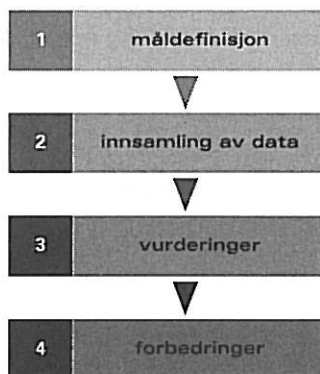 1 måldefinisjon
2 innsamling av data
3 vurderinger
4 forbedringer